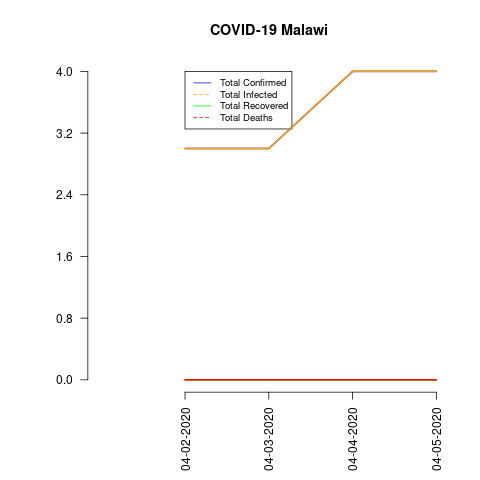 COVID-19 Malawi
Total Confirmed
Total Infected
Total Recovered
Total Deaths
4.0
3.2
2.4
1.6
0.8
0.0
04-02-2020
04-03-2020
04-04-2020
04-05-2020